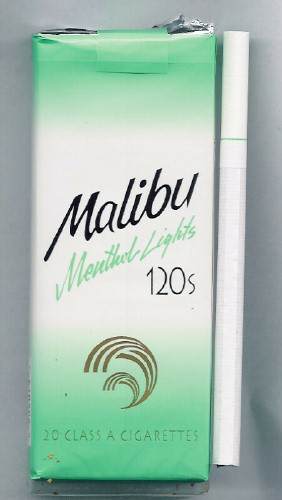 Malibu
Menthol-Lights
120s
20 CLASS A CIGARETTES